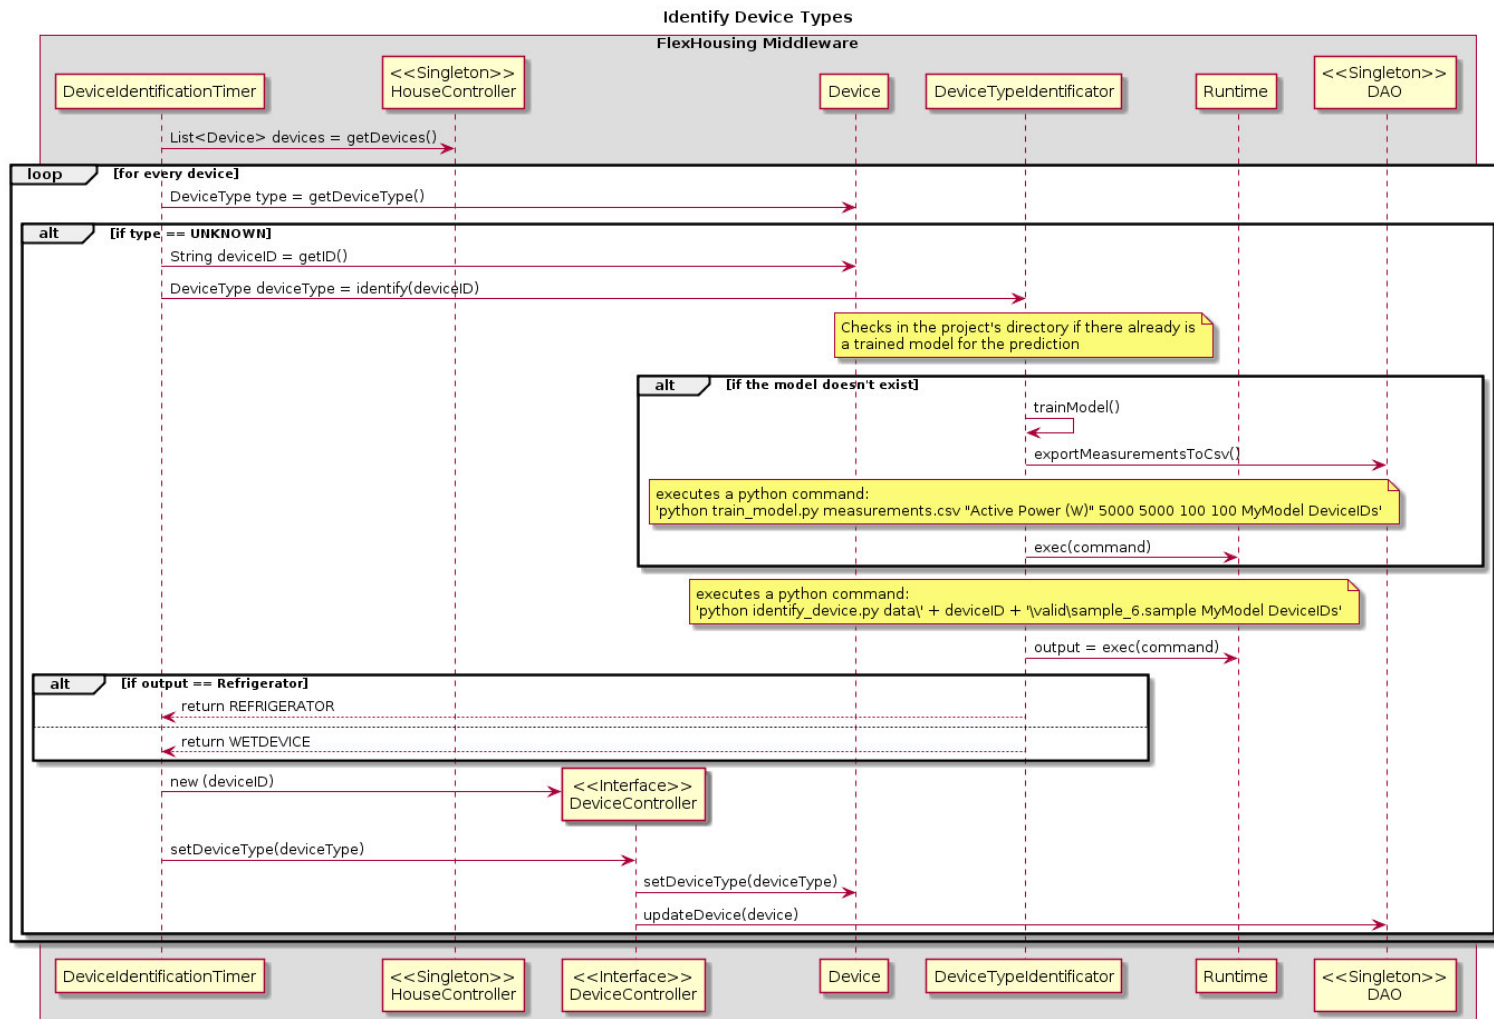 Identify Device Types
FlexHousing Middleware
DeviceIdentificationTimer
<<Singleton>>
HouseController
Device
DeviceTypeIdentificator
Runtime
<<Singleton>>
DAO
List<Device> devices = getDevices()
loop
[for every device]
DeviceType type = getDeviceType()
alt
[if type == UNKNOWN]
String deviceID = getID()
DeviceType deviceType = identify(deviceID)
Checks in the project's directory if there already is
a trained model for the prediction
alt
[if the model doesn't exist]
trainModel()
exportMeasurementsToCsv()
executes a python command:
'python train_model.py measurements.csv "Active Power (W)" 5000 5000 100 100 MyModel DeviceIDs'
exec(command)
executes a python command:
'python identify_device.py data\' + deviceID + '\valid\sample_6.sample MyModel DeviceIDs'
output = exec(command)
alt
[if output == Refrigerator]
return REFRIGERATOR
return WETDEVICE
new (deviceID)
<<Interface>>
DeviceController
setDeviceType(deviceType)
setDeviceType(deviceType)
updateDevice(device)
DeviceIdentificationTimer
<<Singleton>>
HouseController
<<Interface>>
DeviceController
Device
DeviceTypeIdentificator
Runtime
<<Singleton>>
DAO